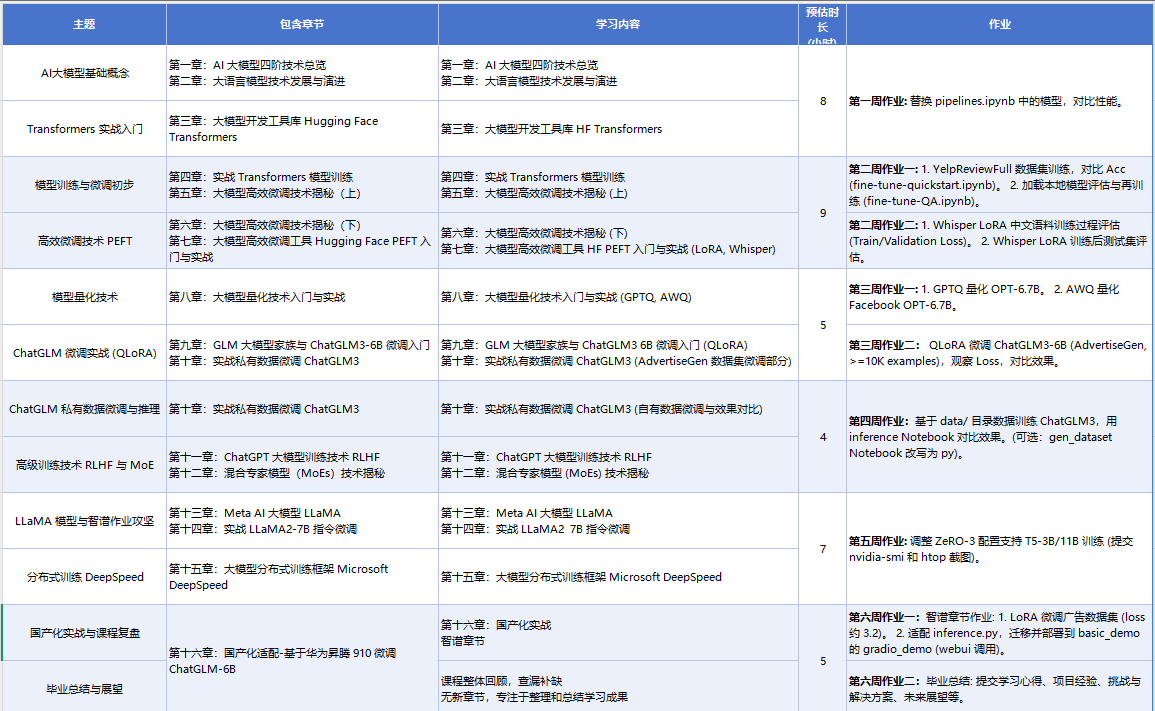 主题
包含章节
学习内容
预估时
长
(小时)
作业
AI大模型基础概念
第一章：AI 大模型四阶技术总览
第二章：大语言模型技术发展与演进
第一章：AI 大模型四阶技术总览
第二章：大语言模型技术发展与演进
8
第一周作业: 替换 pipelines.ipynb 中的模型，对比性能。
Transformers 实战入门
第三章：大模型开发工具库 Hugging Face
Transformers
第三章：大模型开发工具库 HF Transformers
模型训练与微调初步
第四章：实战 Transformers 模型训练
第五章：大模型高效微调技术揭秘（上）
第四章：实战 Transformers 模型训练
第五章：大模型高效微调技术揭秘 (上)
9
第二周作业一: 1. YelpReviewFull 数据集训练，对比 Acc
(fine-tune-quickstart.ipynb)。 2. 加载本地模型评估与再训
练 (fine-tune-QA.ipynb)。
高效微调技术 PEFT
第六章：大模型高效微调技术揭秘（下）
第七章：大模型高效微调工具 Hugging Face PEFT 入
门与实战
第六章：大模型高效微调技术揭秘 (下)
第七章：大模型高效微调工具 HF PEFT 入门与实战 (LoRA, Whisper)
第二周作业二: 1. Whisper LoRA 中文语料训练过程评估
(Train/Validation Loss)。 2. Whisper LoRA 训练后测试集评
估。
模型量化技术
第八章：大模型量化技术入门与实战
第八章：大模型量化技术入门与实战 (GPTQ, AWQ)
5
第三周作业一: 1. GPTQ 量化 OPT-6.7B。 2. AWQ 量化
Facebook OPT-6.7B。
ChatGLM 微调实战 (QLoRA)
第九章：GLM 大模型家族与 ChatGLM3-6B 微调入门
第十章：实战私有数据微调 ChatGLM3
第九章：GLM 大模型家族与 ChatGLM3 6B 微调入门 (QLoRA)
第十章：实战私有数据微调 ChatGLM3 (AdvertiseGen 数据集微调部分)
第三周作业二： QLoRA 微调 ChatGLM3-6B (AdvertiseGen,
>=10K examples)，观察 Loss，对比效果。
ChatGLM 私有数据微调与推理
第十章：实战私有数据微调 ChatGLM3
第十章：实战私有数据微调 ChatGLM3 (自有数据微调与效果对比)
4
第四周作业：基于 data/ 目录数据训练 ChatGLM3，用
inference Notebook 对比效果。(可选：gen_dataset
Notebook 改写为 py)。
高级训练技术 RLHF 与 MoE
第十一章：ChatGPT 大模型训练技术 RLHF
第十二章：混合专家模型（MoEs）技术揭秘
第十一章：ChatGPT 大模型训练技术 RLHF
第十二章：混合专家模型 (MoEs) 技术揭秘
LLaMA 模型与智谱作业攻坚
第十三章：Meta AI 大模型 LLaMA
第十四章：实战 LLaMA2-7B 指令微调
第十三章：Meta AI 大模型 LLaMA
第十四章：实战 LLaMA2 7B 指令微调
7
第五周作业: 调整 ZeRO-3 配置支持 T5-3B/11B 训练 (提交
nvidia-smi 和 htop 截图)。
分布式训练 DeepSpeed
第十五章：大模型分布式训练框架 Microsoft
DeepSpeed
第十五章：大模型分布式训练框架 Microsoft DeepSpeed
国产化实战与课程复盘
第十六章：国产化适配-基于华为昇腾 910 微调
ChatGLM-6B
第十六章：国产化实战
智谱章节
5
第六周作业一：智谱章节作业: 1. LoRA 微调广告数据集 (loss
约 3.2)。 2. 适配 inference.py，迁移并部署到 basic_demo
的 gradio_demo (webui 调用)。
毕业总结与展望
课程整体回顾，查漏补缺
无新章节，专注于整理和总结学习成果
第六周作业二：毕业总结: 提交学习心得、项目经验、挑战与
解决方案、未来展望等。